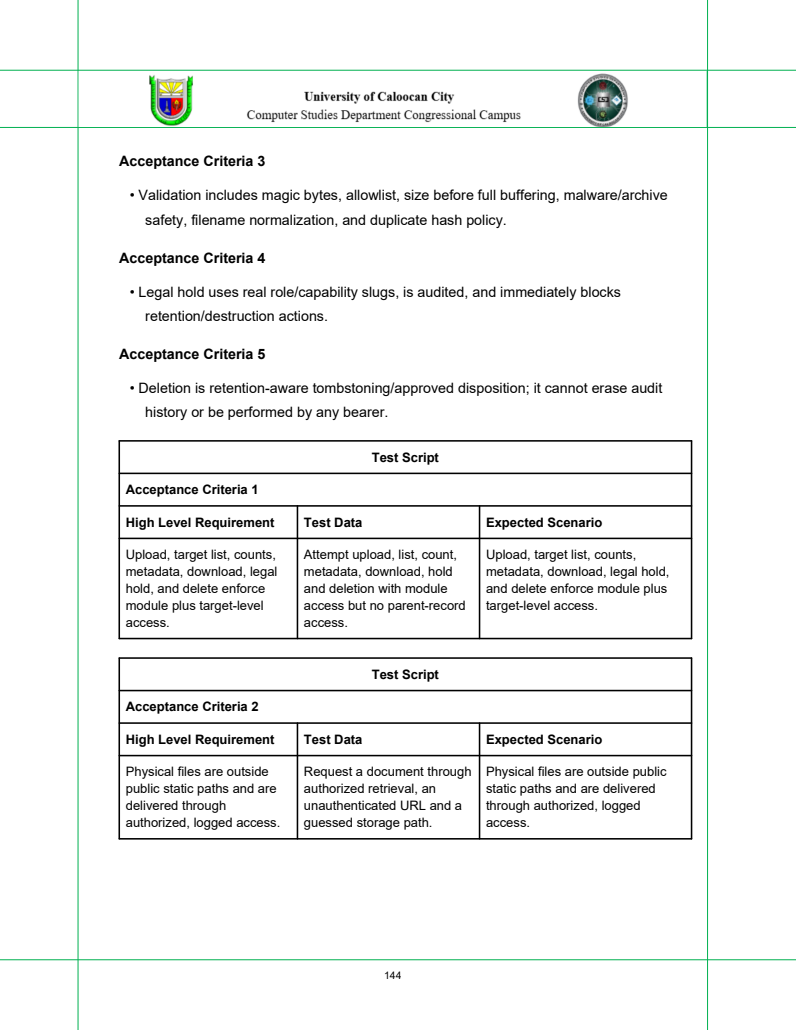 University of Caloocan City
Computer Studies Department Congressional Campus
Acceptance Criteria 3
• Validation includes magic bytes, allowlist, size before full buffering, malware/archive
safety, filename normalization, and duplicate hash policy.
Acceptance Criteria 4
• Legal hold uses real role/capability slugs, is audited, and immediately blocks
retention/destruction actions.
Acceptance Criteria 5
• Deletion is retention-aware tombstoning/approved disposition; it cannot erase audit
history or be performed by any bearer.
Test Script
Acceptance Criteria 1
High Level Requirement
Test Data
Expected Scenario
Upload, target list, counts,
metadata, download, legal
hold, and delete enforce
module plus target-level
access.
Attempt upload, list, count,
metadata, download, hold
and deletion with module
access but no parent-record
access.
Upload, target list, counts,
metadata, download, legal hold,
and delete enforce module plus
target-level access.
Test Script
Acceptance Criteria 2
High Level Requirement
Test Data
Expected Scenario
Physical files are outside
public static paths and are
delivered through
authorized, logged access.
Request a document through
authorized retrieval, an
unauthenticated URL and a
guessed storage path.
Physical files are outside public
static paths and are delivered
through authorized, logged
access.
144